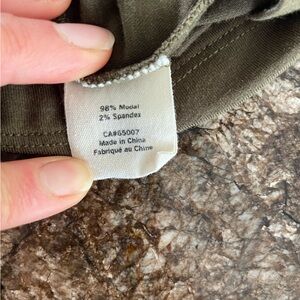 98% Modal
2% Spandex
CA#65007
Made in China
Fabriqué au Chine